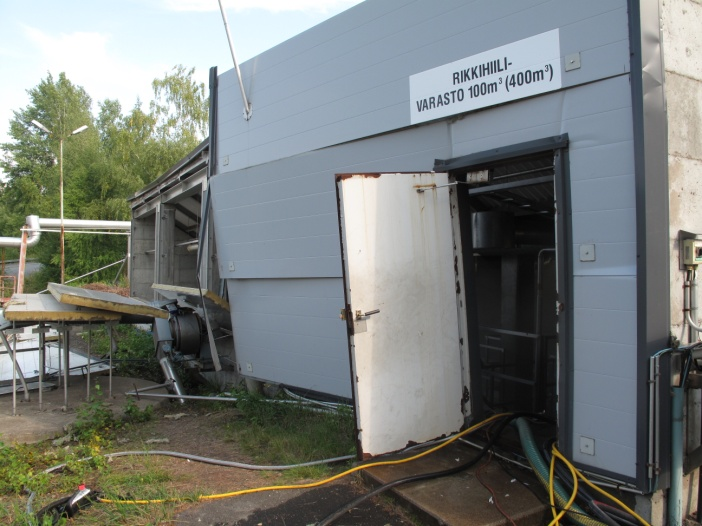 RIKKIHIILI-
VARASTO 100m³ (400m³)